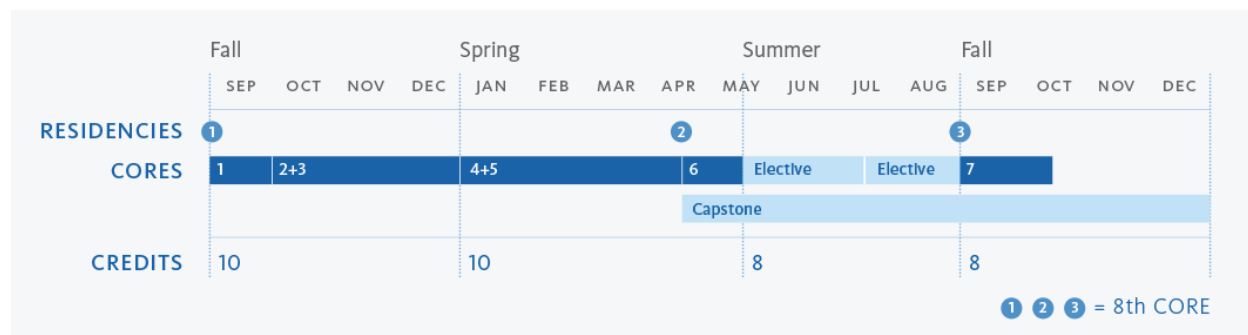 Fall Spring Summer Fall
SEP OCT NOV DEC JAN FEB MAR APR MAY JUN JUL AUG SEP OCT NOV DEC
RESIDENCIES 1 2 3
CORES 1 2+3 4+5 6 Elective Elective 7
Capstone
CREDITS 10 10 8 8
1 2 3 = 8th CORE